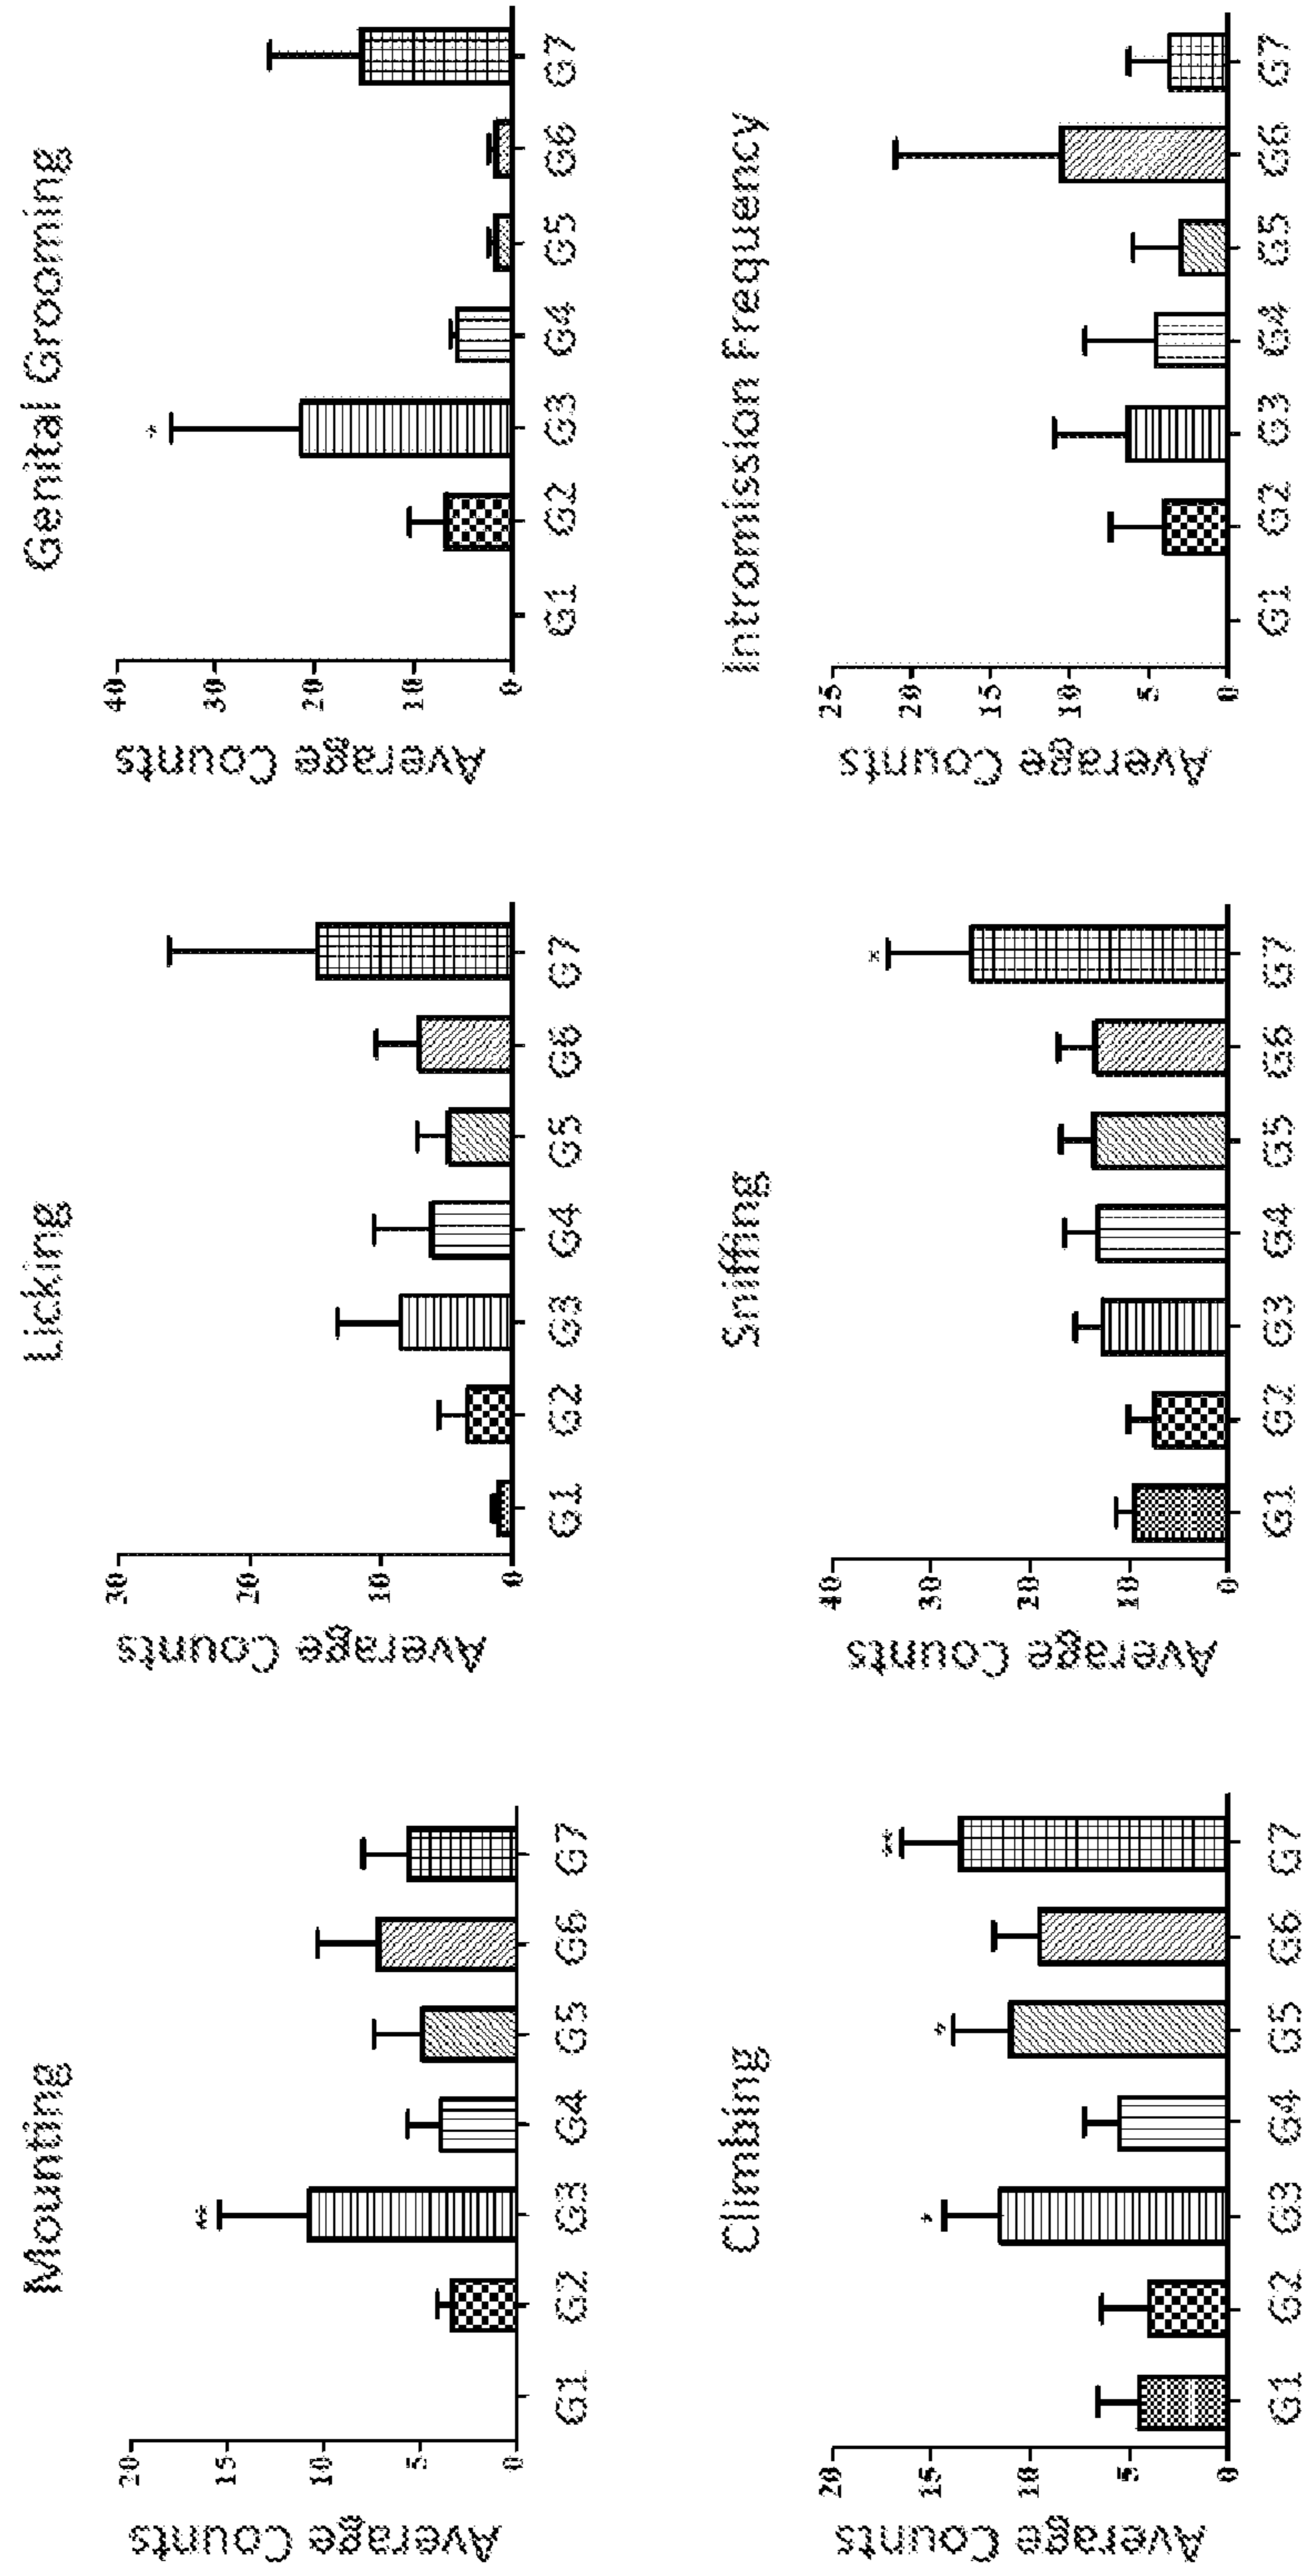 Mounting
Average Counts
20
15
10
5
0
**
G1 G2 G3 G4 G5 G6 G7
Licking
Average Counts
30
20
10
0
G1 G2 G3 G4 G5 G6 G7
Genital Grooming
Average Counts
40
30
20
10
0
*
G1 G2 G3 G4 G5 G6 G7
Climbing
Average Counts
20
15
10
5
0
* * **
G1 G2 G3 G4 G5 G6 G7
Sniffing
Average Counts
40
30
20
10
0
*
G1 G2 G3 G4 G5 G6 G7
Intromission Frequency
Average Counts
25
20
15
10
5
0
G1 G2 G3 G4 G5 G6 G7